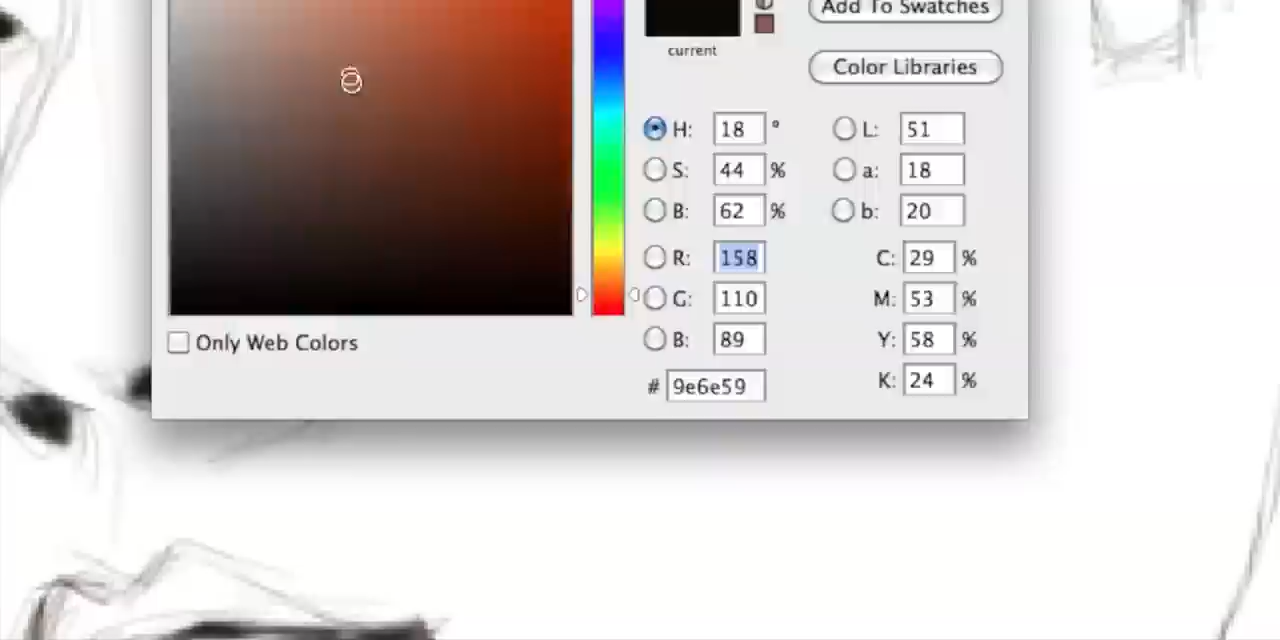 Add To Swatches
current
Color Libraries
H: 18 ° L: 51
S: 44 % a: 18
B: 62 % b: 20
R: 158 C: 29 %
G: 110 M: 53 %
B: 89 Y: 58 %
Only Web Colors
# 9e6e59 K: 24 %